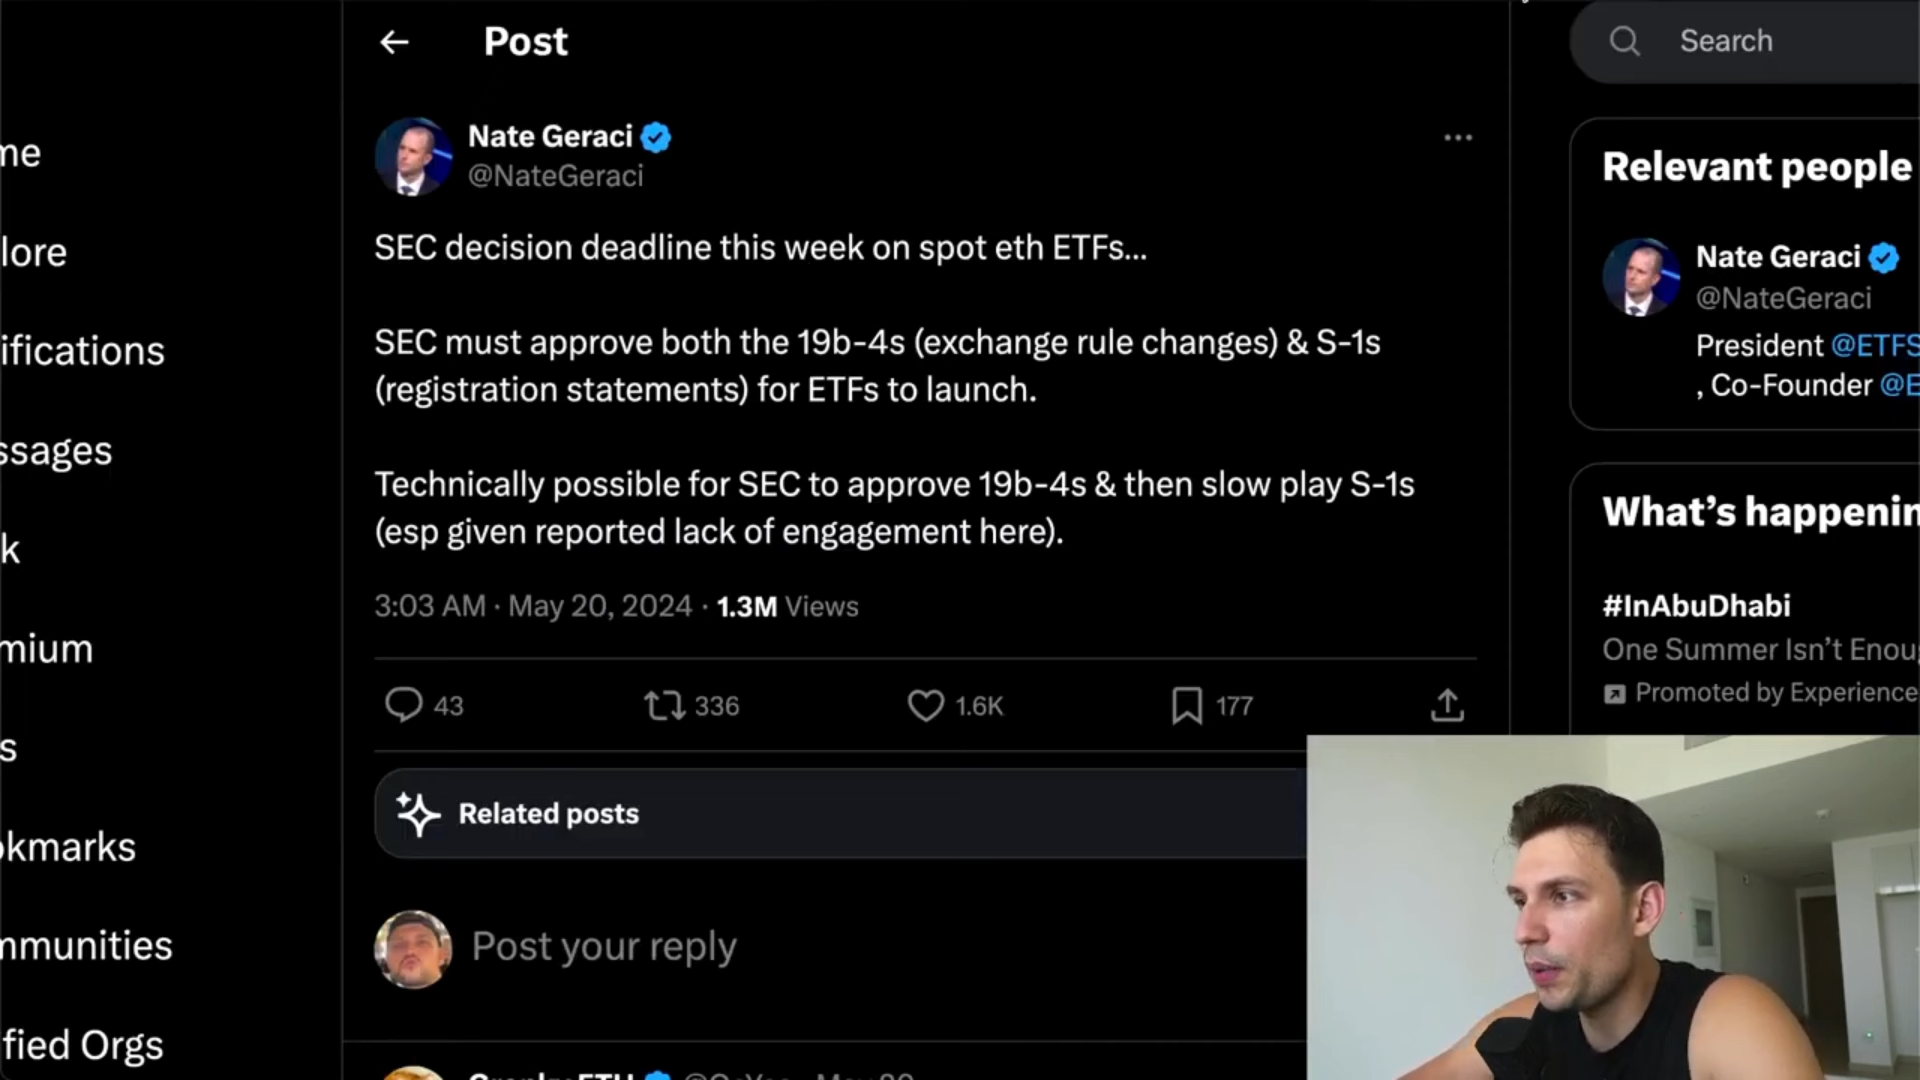 Post
Search
me
lore
ifications
ssages
k
mium
s
okmarks
mmunities
fied Orgs
Nate Geraci
@NateGeraci
SEC decision deadline this week on spot eth ETFs...
SEC must approve both the 19b-4s (exchange rule changes) & S-1s
(registration statements) for ETFs to launch.
Technically possible for SEC to approve 19b-4s & then slow play S-1s
(esp given reported lack of engagement here).
3:03 AM · May 20, 2024 · 1.3M Views
43 336 1.6K 177
Related posts
Post your reply
Relevant people
Nate Geraci
@NateGeraci
President @ETFS
, Co-Founder @E
What's happenin
#InAbuDhabi
One Summer Isn't Enou
Promoted by Experience